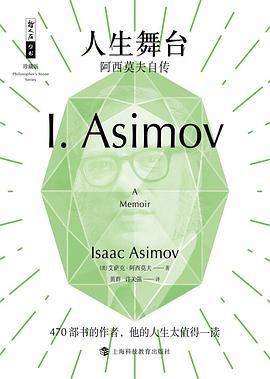 哲人石
丛书
珍藏版
Philosopher's Stone
Series
人生舞台
阿西莫夫自传
I. Asimov
A
Memoir
Isaac Asimov
[美] 艾萨克·阿西莫夫 — 著
黄群 许关强 — 译
470 部书的作者，他的人生太值得一读
上海科技教育出版社